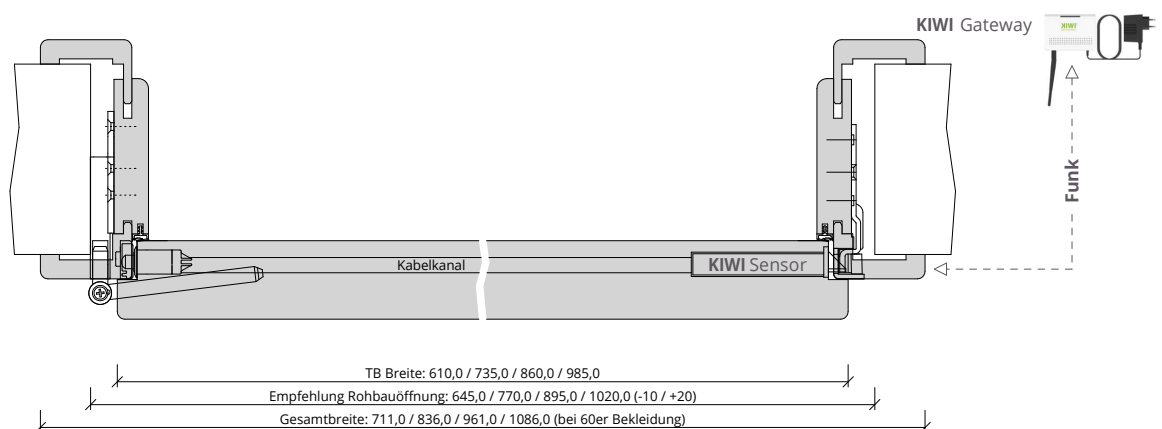 KIWI Gateway
KIWI
Funk
Kabelkanal
KIWI Sensor
TB Breite: 610,0 / 735,0 / 860,0 / 985,0
Empfehlung Rohbauöffnung: 645,0 / 770,0 / 895,0 / 1020,0 (-10 / +20)
Gesamtbreite: 711,0 / 836,0 / 961,0 / 1086,0 (bei 60er Bekleidung)